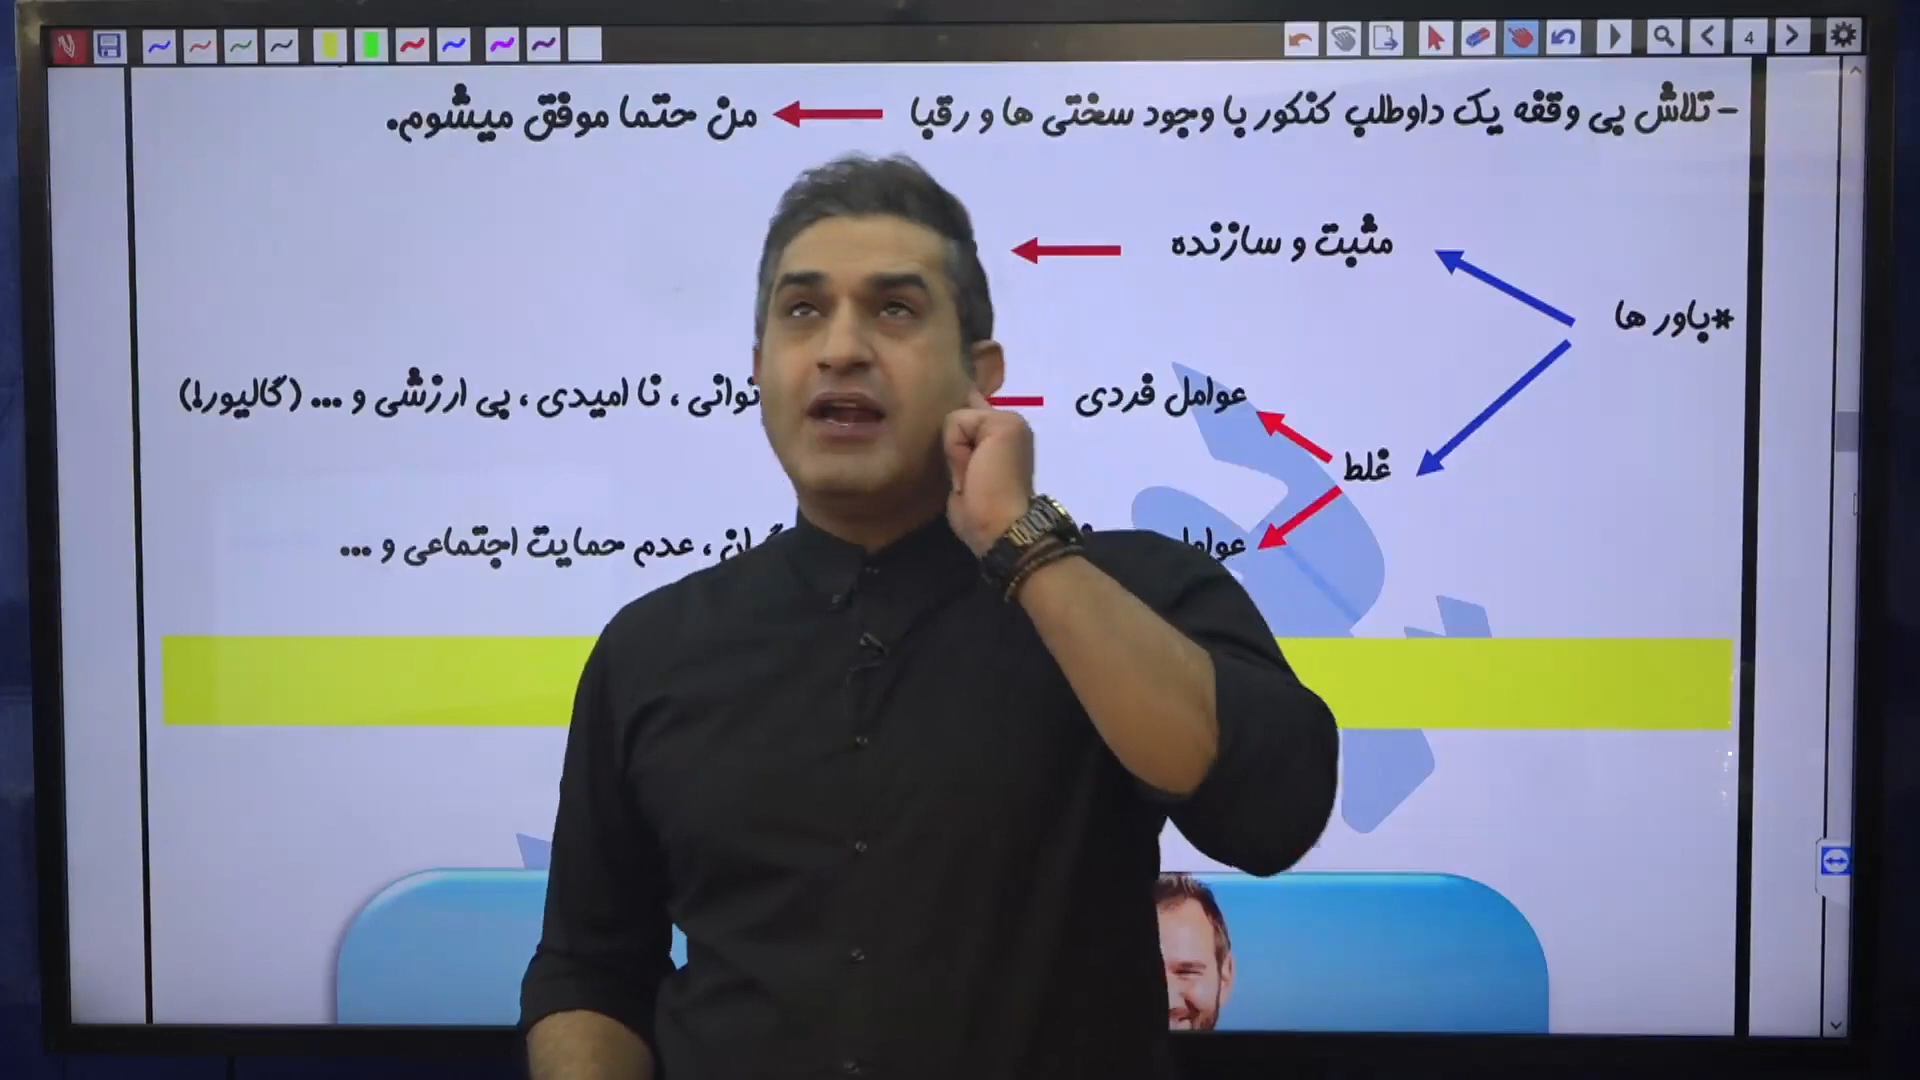 4
- تلاش بی وقفه یک داوطلب کنکور با وجود سختی ها و رقبا من حتما موفق میشوم.
مثبت و سازنده
*باور ها
عوامل فردی نا امیدی ، بی ارزشی و ... (گالیور!)
غلط
عدم حمایت اجتماعی و ...